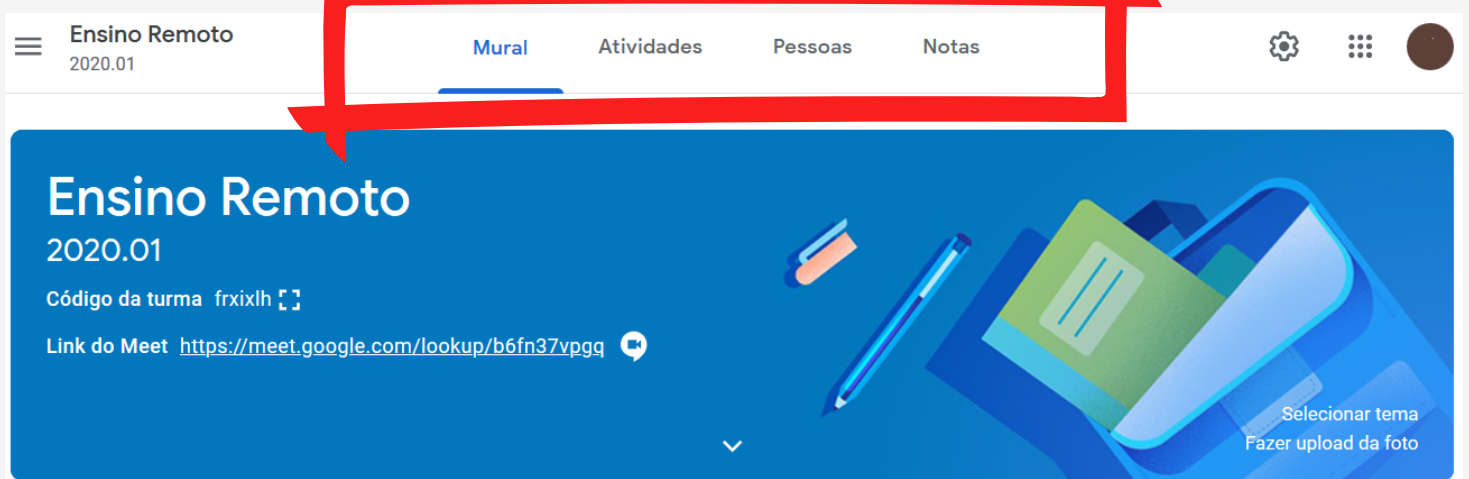 Ensino Remoto
2020.01
Mural Atividades Pessoas Notas
Ensino Remoto
2020.01
Código da turma frxixlh
Link do Meet https://meet.google.com/lookup/b6fn37vpgq
Selecionar tema
Fazer upload da foto